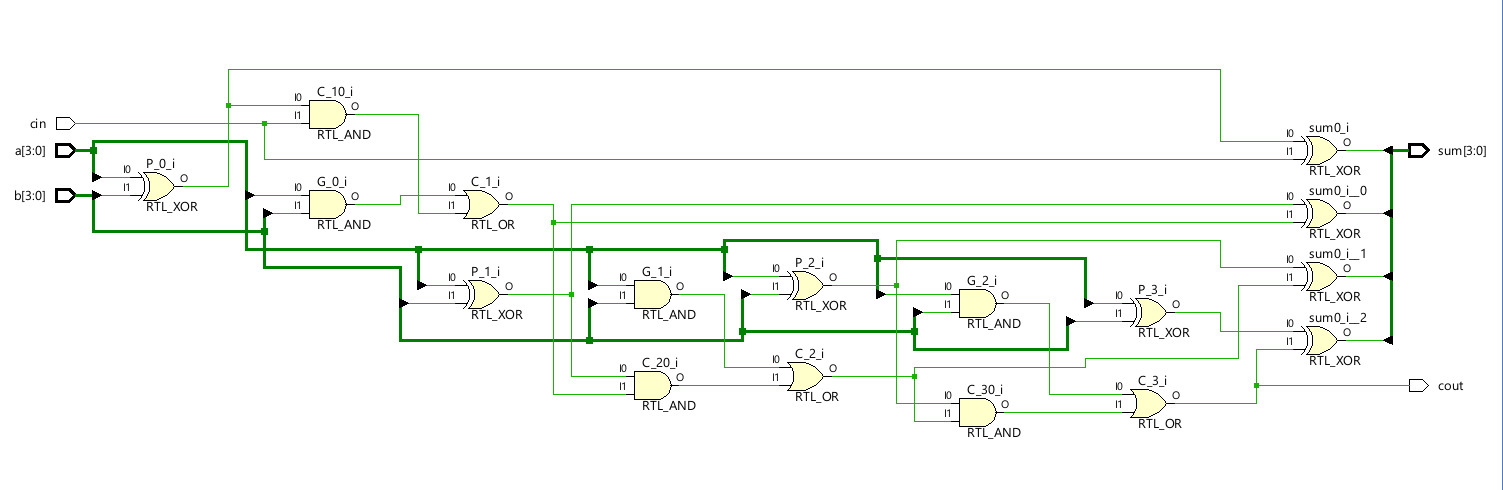 C_10_i
I0
I1
O
RTL_AND
cin
a[3:0]
b[3:0]
P_0_i
I0
I1
O
RTL_XOR
G_0_i
I0
I1
O
RTL_AND
C_1_i
I0
I1
O
RTL_OR
sum0_i
I0
I1
O
RTL_XOR
sum[3:0]
sum0_i__0
I0
I1
O
RTL_XOR
P_1_i
I0
I1
O
RTL_XOR
G_1_i
I0
I1
O
RTL_AND
P_2_i
I0
I1
O
RTL_XOR
G_2_i
I0
I1
O
RTL_AND
P_3_i
I0
I1
O
RTL_XOR
sum0_i__1
I0
I1
O
RTL_XOR
sum0_i__2
I0
I1
O
RTL_XOR
C_20_i
I0
I1
O
RTL_AND
C_2_i
I0
I1
O
RTL_OR
C_30_i
I0
I1
O
RTL_AND
C_3_i
I0
I1
O
RTL_OR
cout